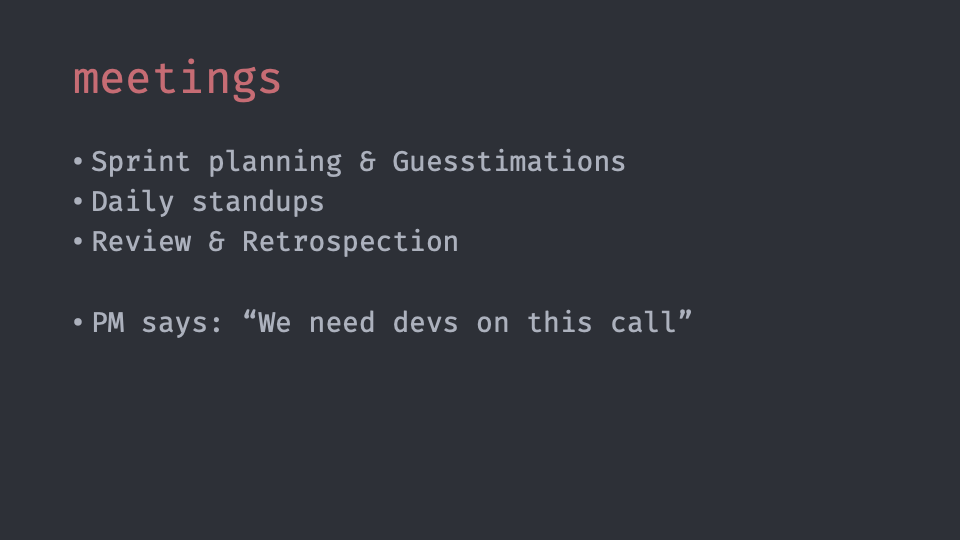 meetings
• Sprint planning & Guesstimations
• Daily standups
• Review & Retrospection
• PM says: “We need devs on this call”